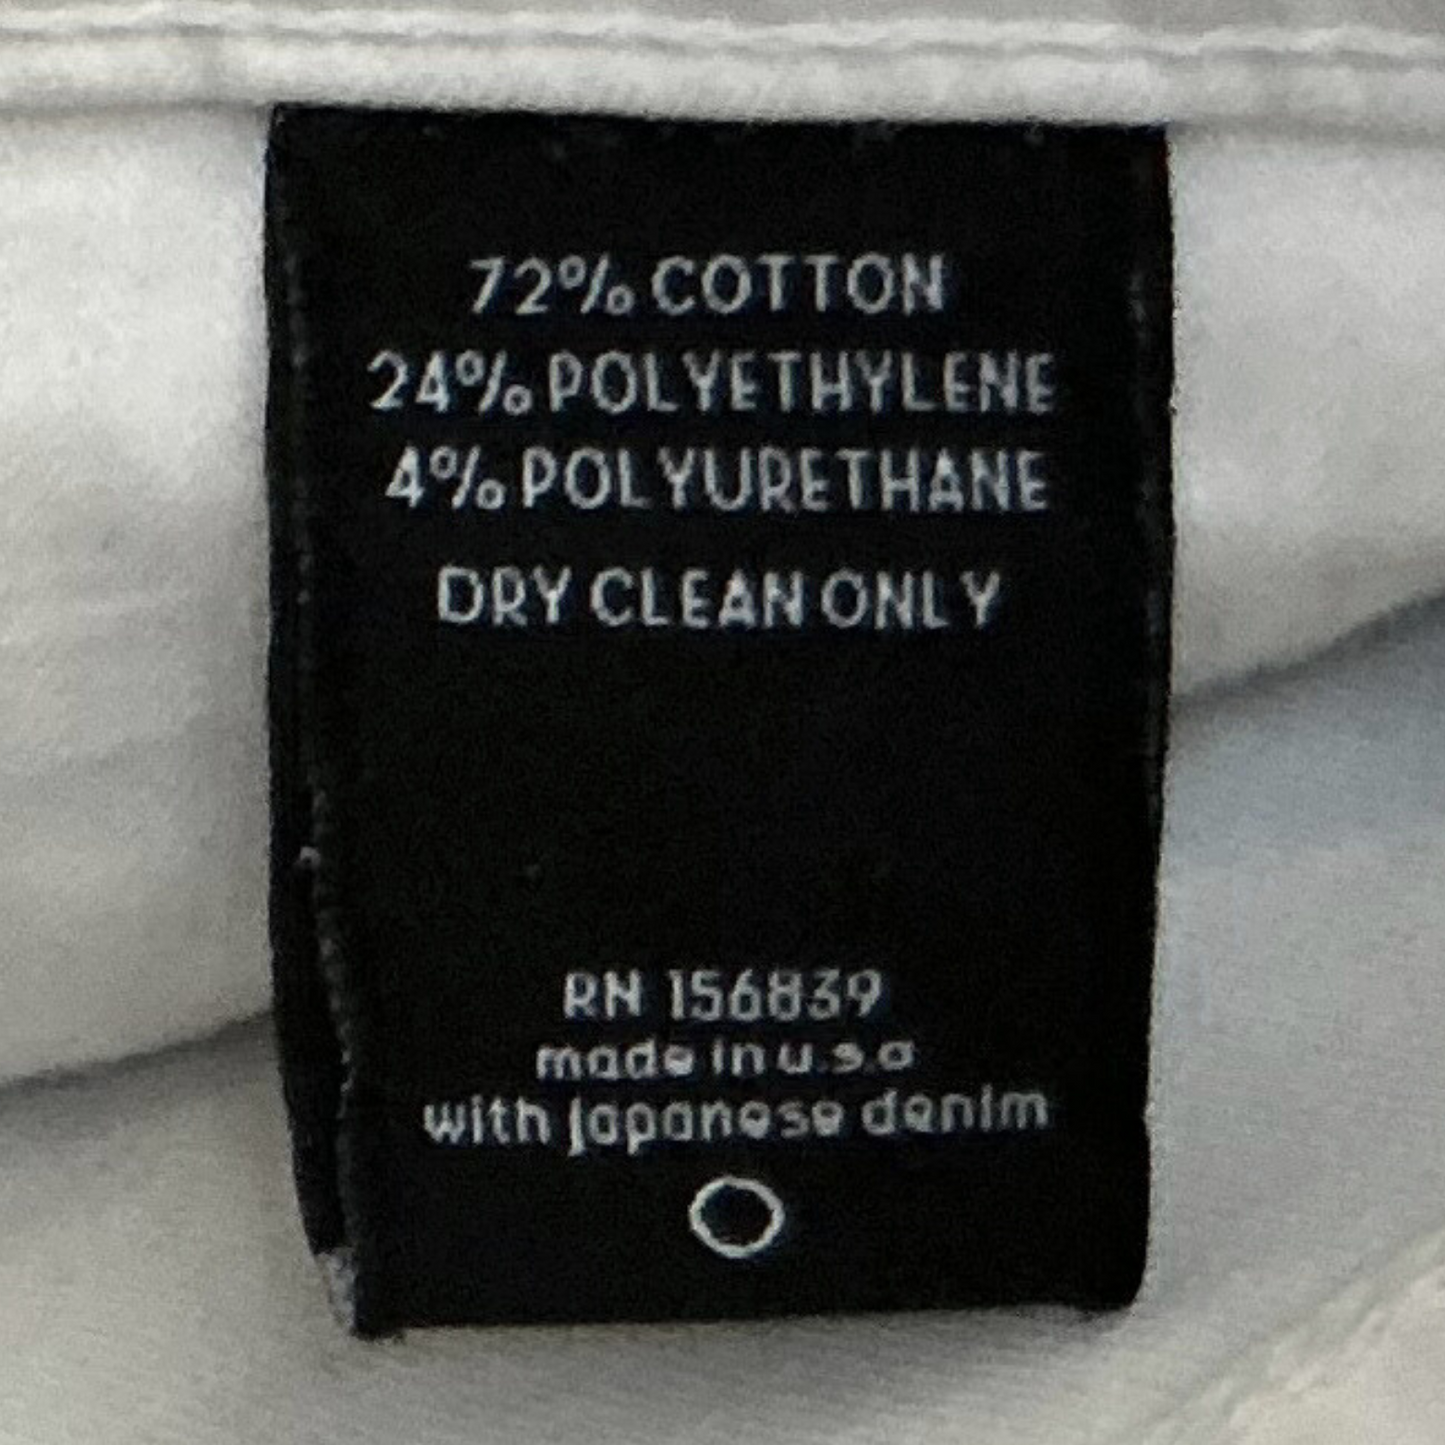 72% COTTON
24% POLYETHYLENE
4% POLYURETHANE
DRY CLEAN ONLY
RN 156839
made in u.s.a
with japanese denim